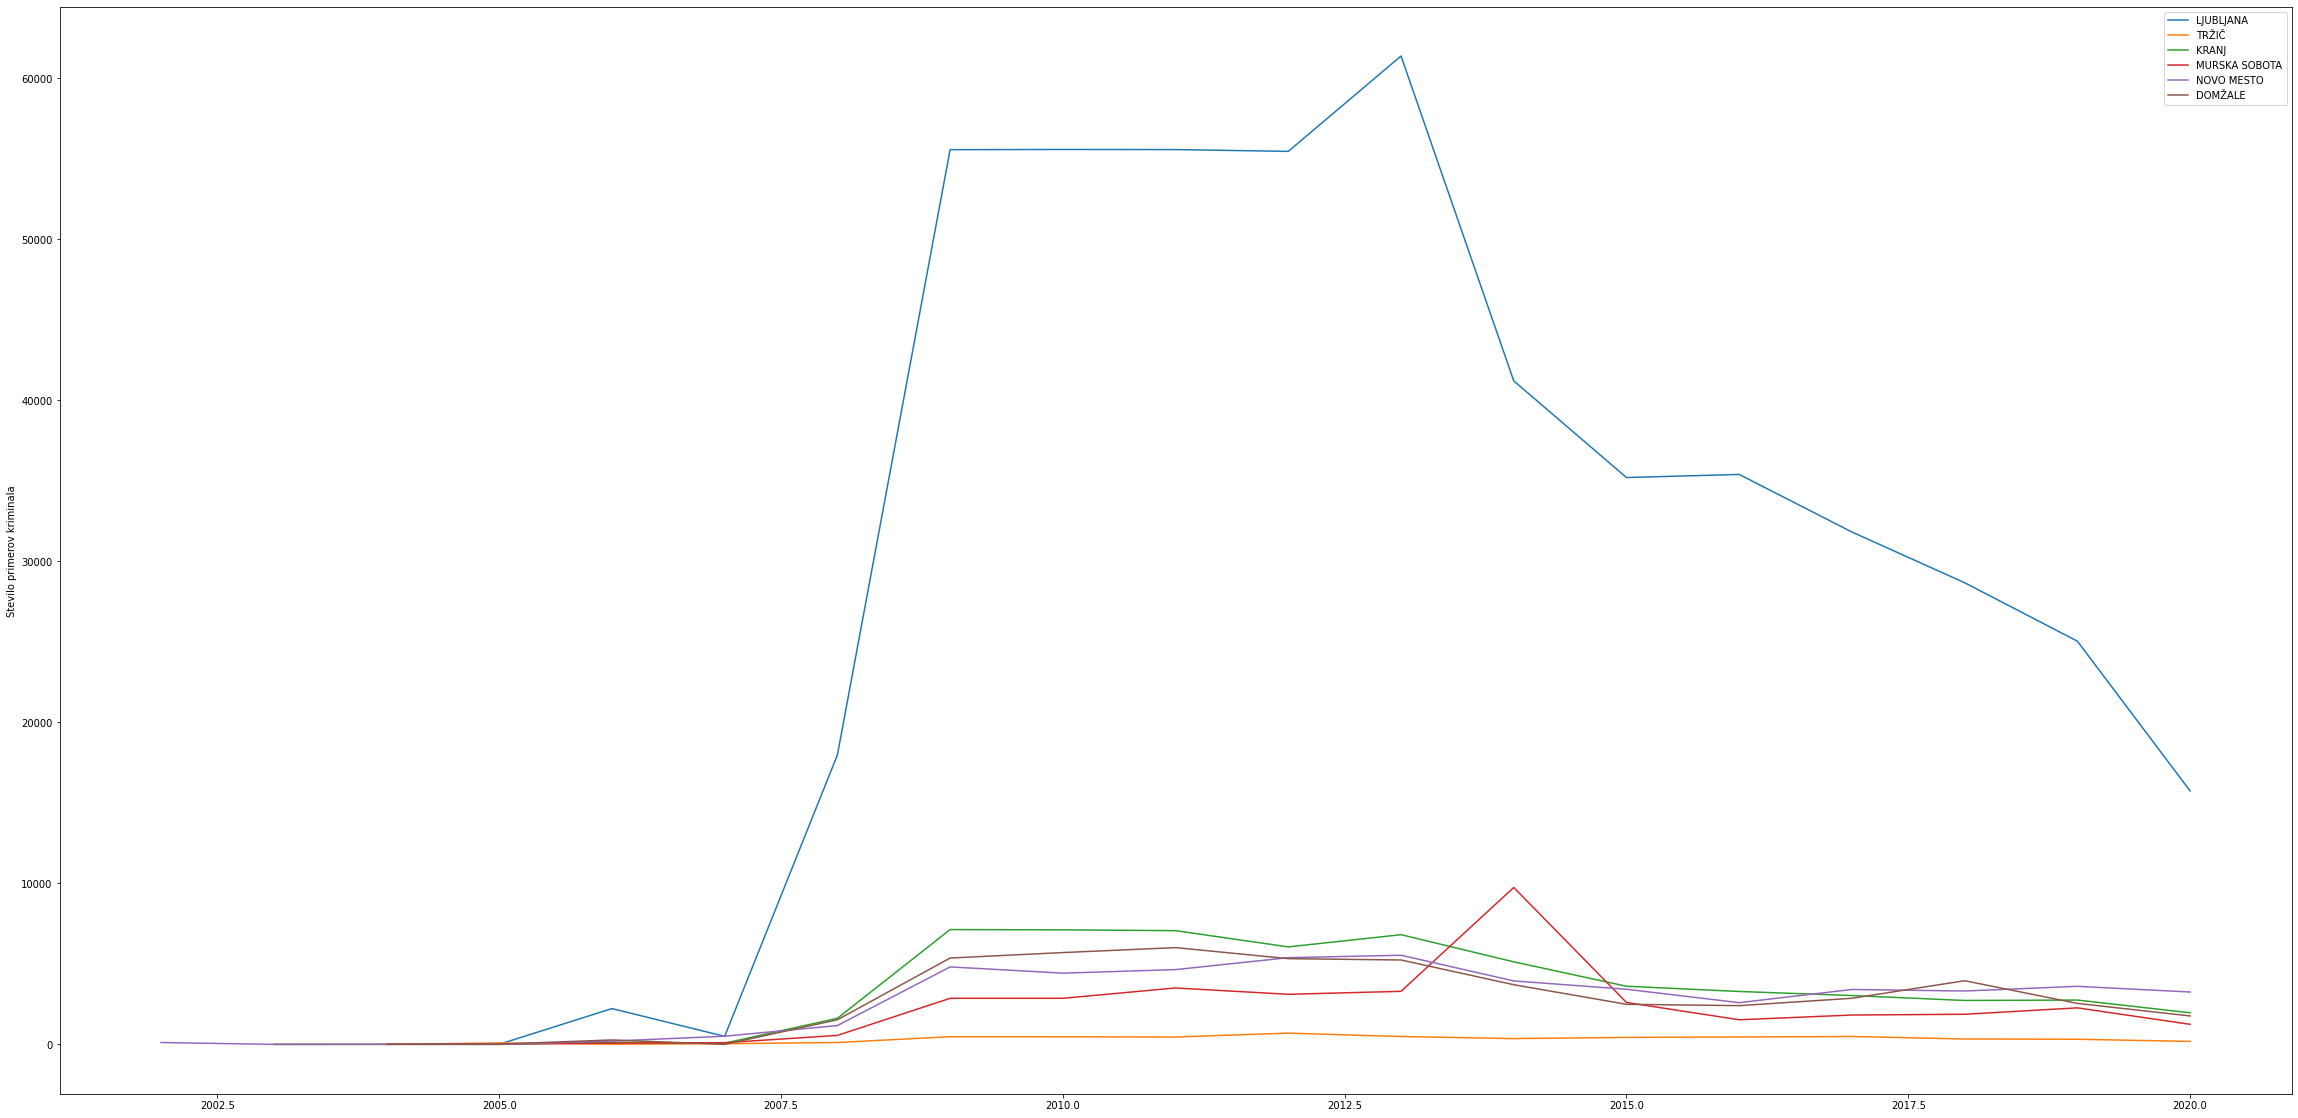 LJUBLJANA
TRŽIČ
KRANJ
MURSKA SOBOTA
NOVO MESTO
DOMŽALE
60000
50000
40000
30000
20000
10000
0
Stevilo primerov kriminala
2002.5 2005.0 2007.5 2010.0 2012.5 2015.0 2017.5 2020.0